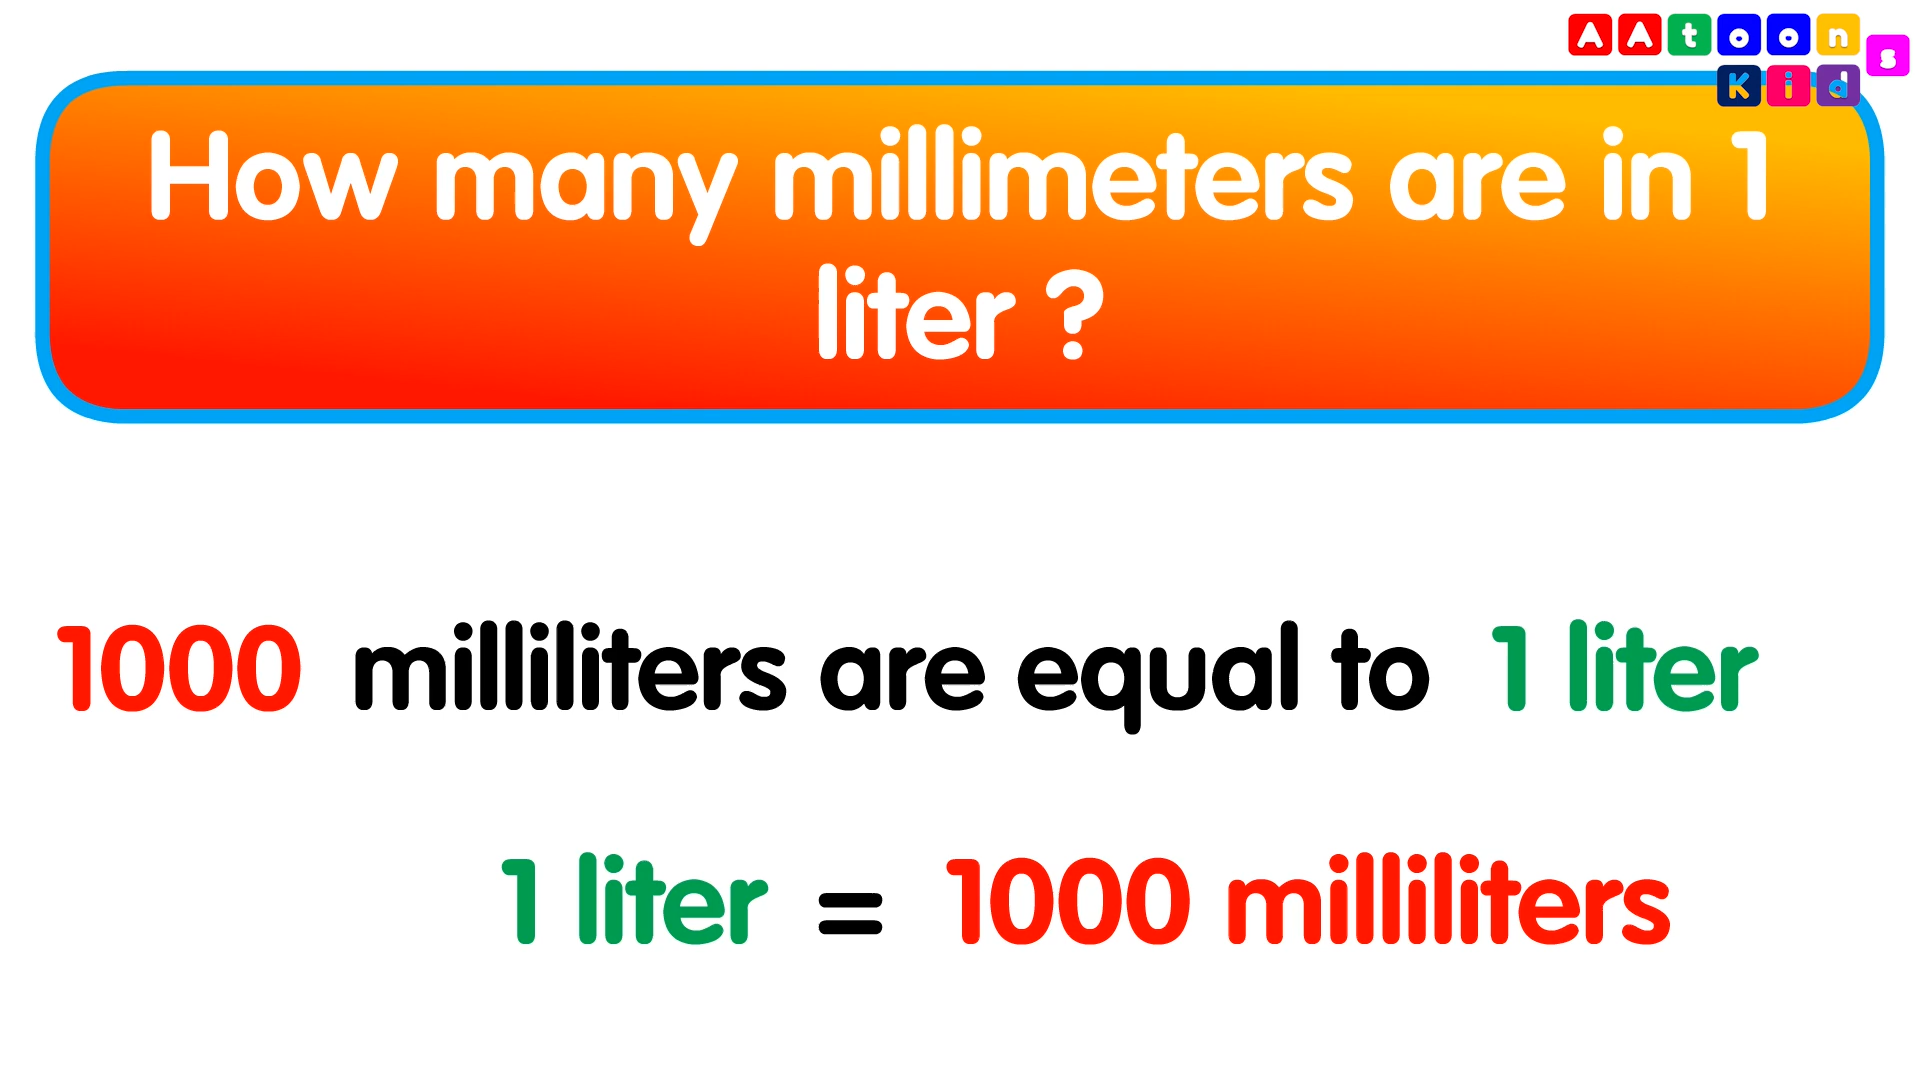 AAtoons
Kid
How many millimeters are in 1
liter ?
1000 milliliters are equal to 1 liter
1 liter = 1000 milliliters